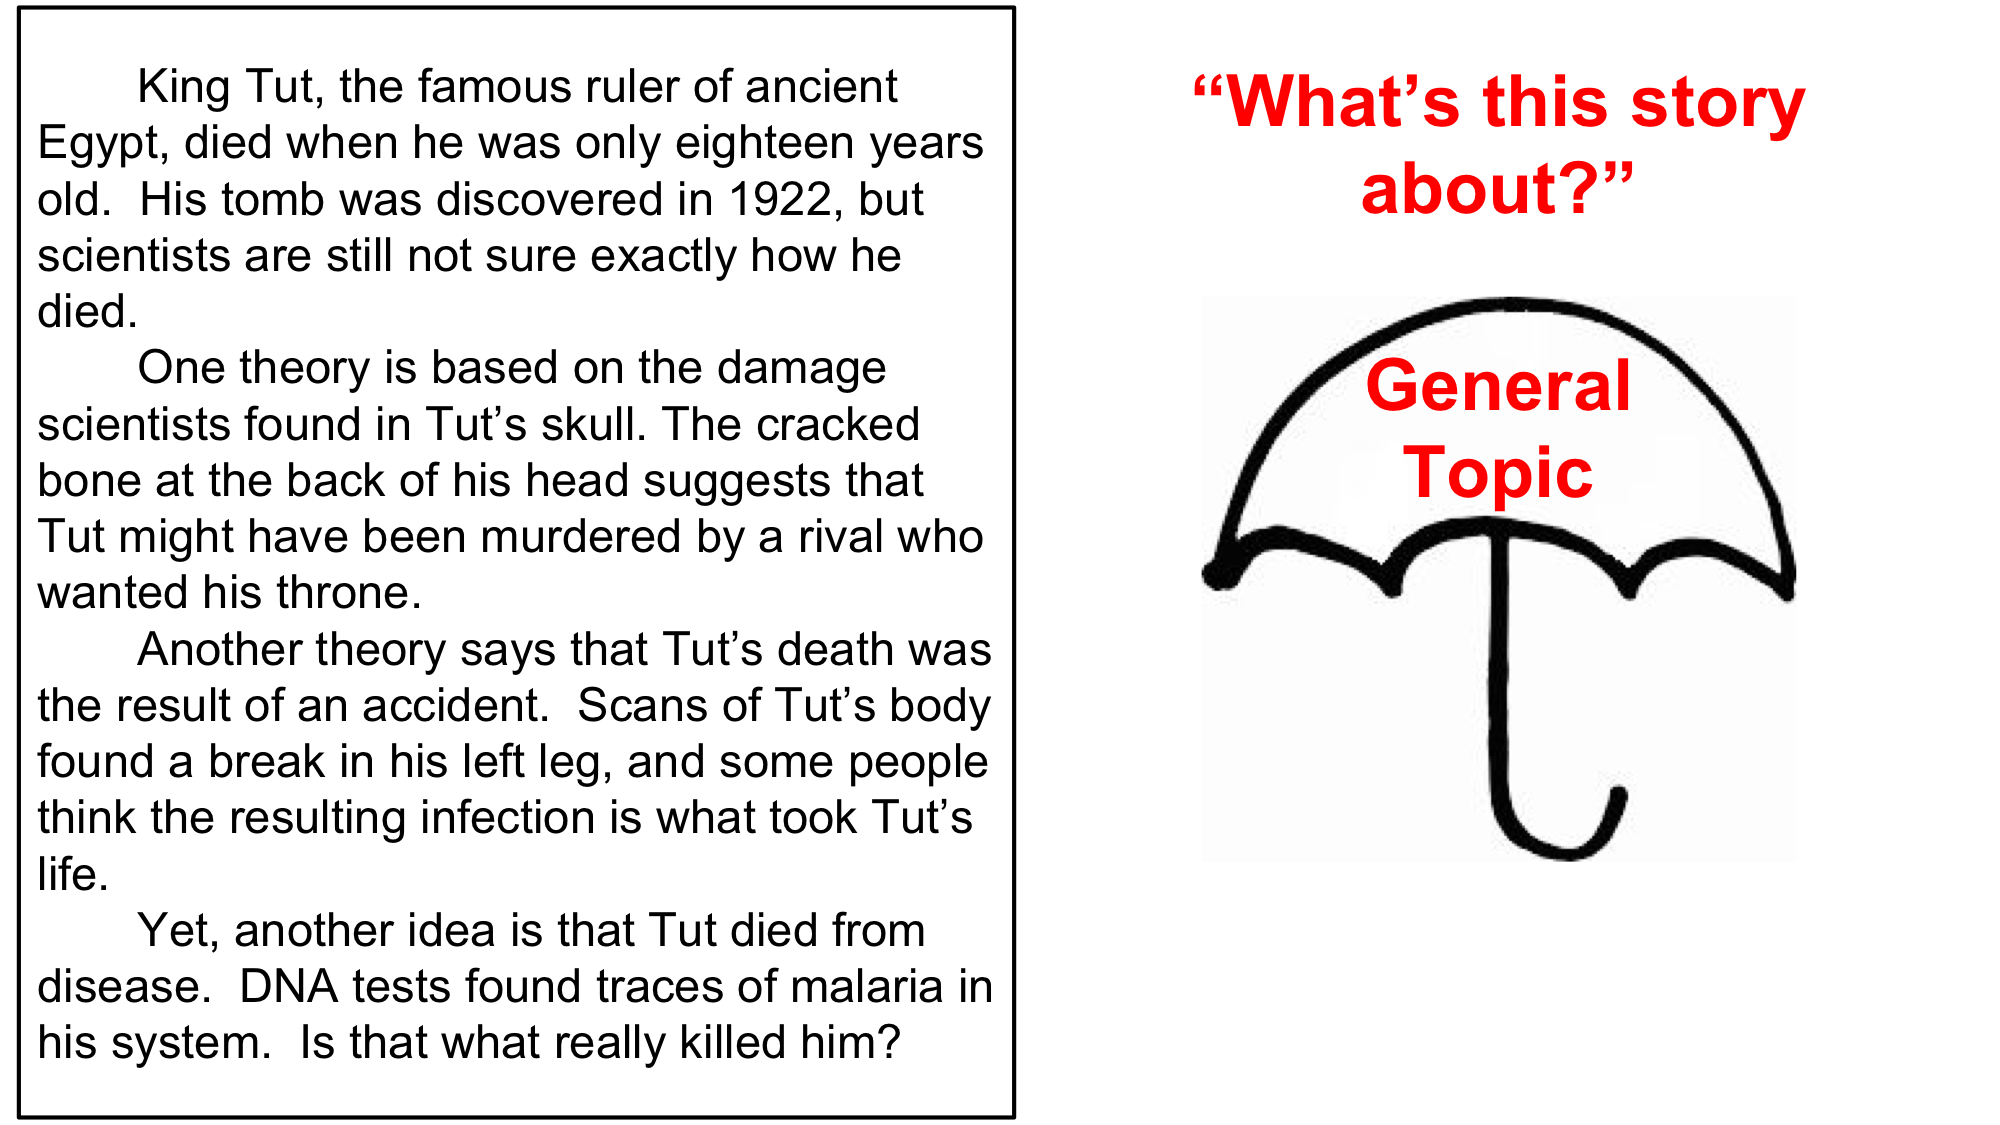 King Tut, the famous ruler of ancient
Egypt, died when he was only eighteen years
old.  His tomb was discovered in 1922, but
scientists are still not sure exactly how he
died.
One theory is based on the damage
scientists found in Tut’s skull. The cracked
bone at the back of his head suggests that
Tut might have been murdered by a rival who
wanted his throne.
Another theory says that Tut’s death was
the result of an accident.  Scans of Tut’s body
found a break in his left leg, and some people
think the resulting infection is what took Tut’s
life.
Yet, another idea is that Tut died from
disease.  DNA tests found traces of malaria in
his system.  Is that what really killed him?
“What’s this story
about?”
General
Topic